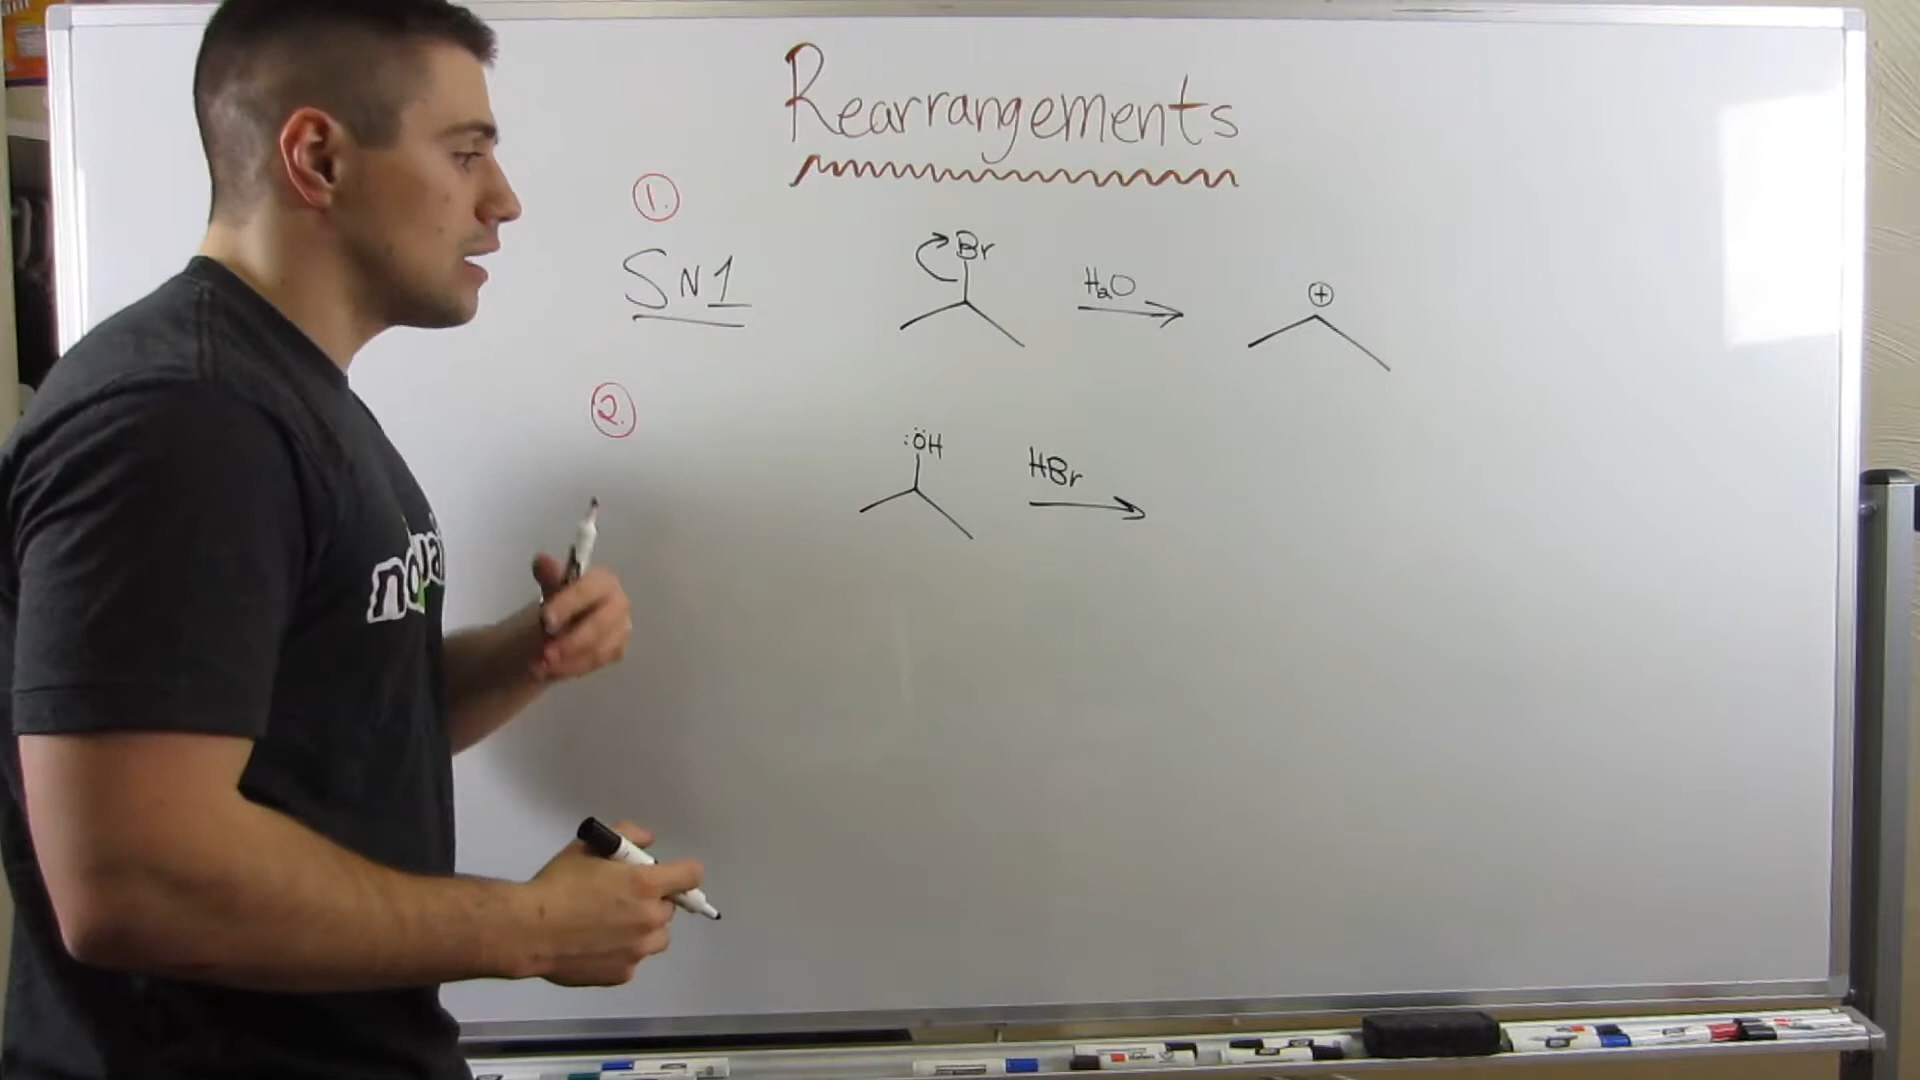 Rearrangements
1.
SN1
Br
H₂O
+
2.
:ÖH
HBr